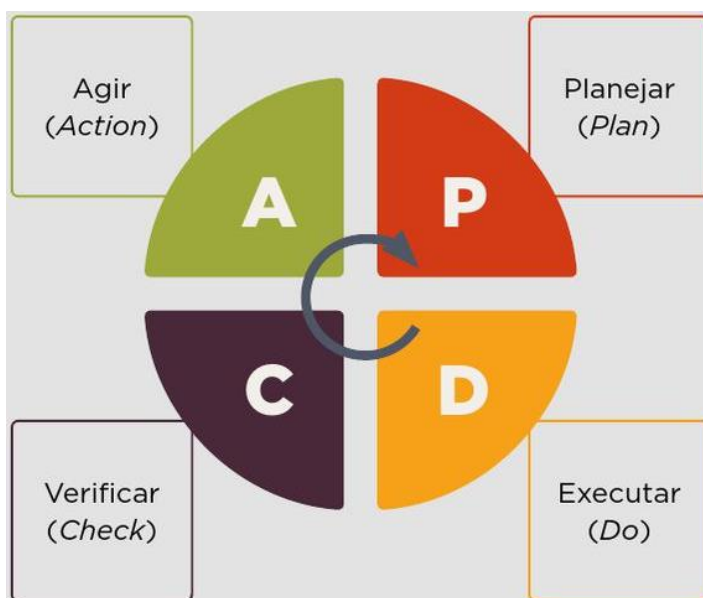 Agir
(Action)
Planejar
(Plan)
A
P
C
D
Verificar
(Check)
Executar
(Do)